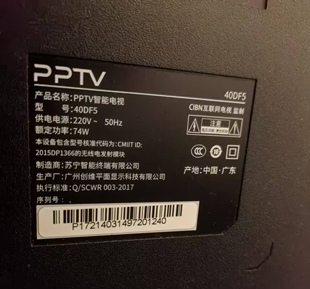 PPTV
40DF5
产品名称:PPTV智能电视
型 号:40DF5
CIBN互联网电视 监制
供电电源:220V~ 50Hz
额定功率:74W
注意
本设备包含型号核准代码为:CMIIT ID:
2015DP1366的无线电发射模块
制造商:苏宁智能终端有限公司
生产厂:广州创维平面显示科技有限公司
产地:中国·广东
执行标准:Q/SCWR 003-2017
序列号:
P17214031497201240